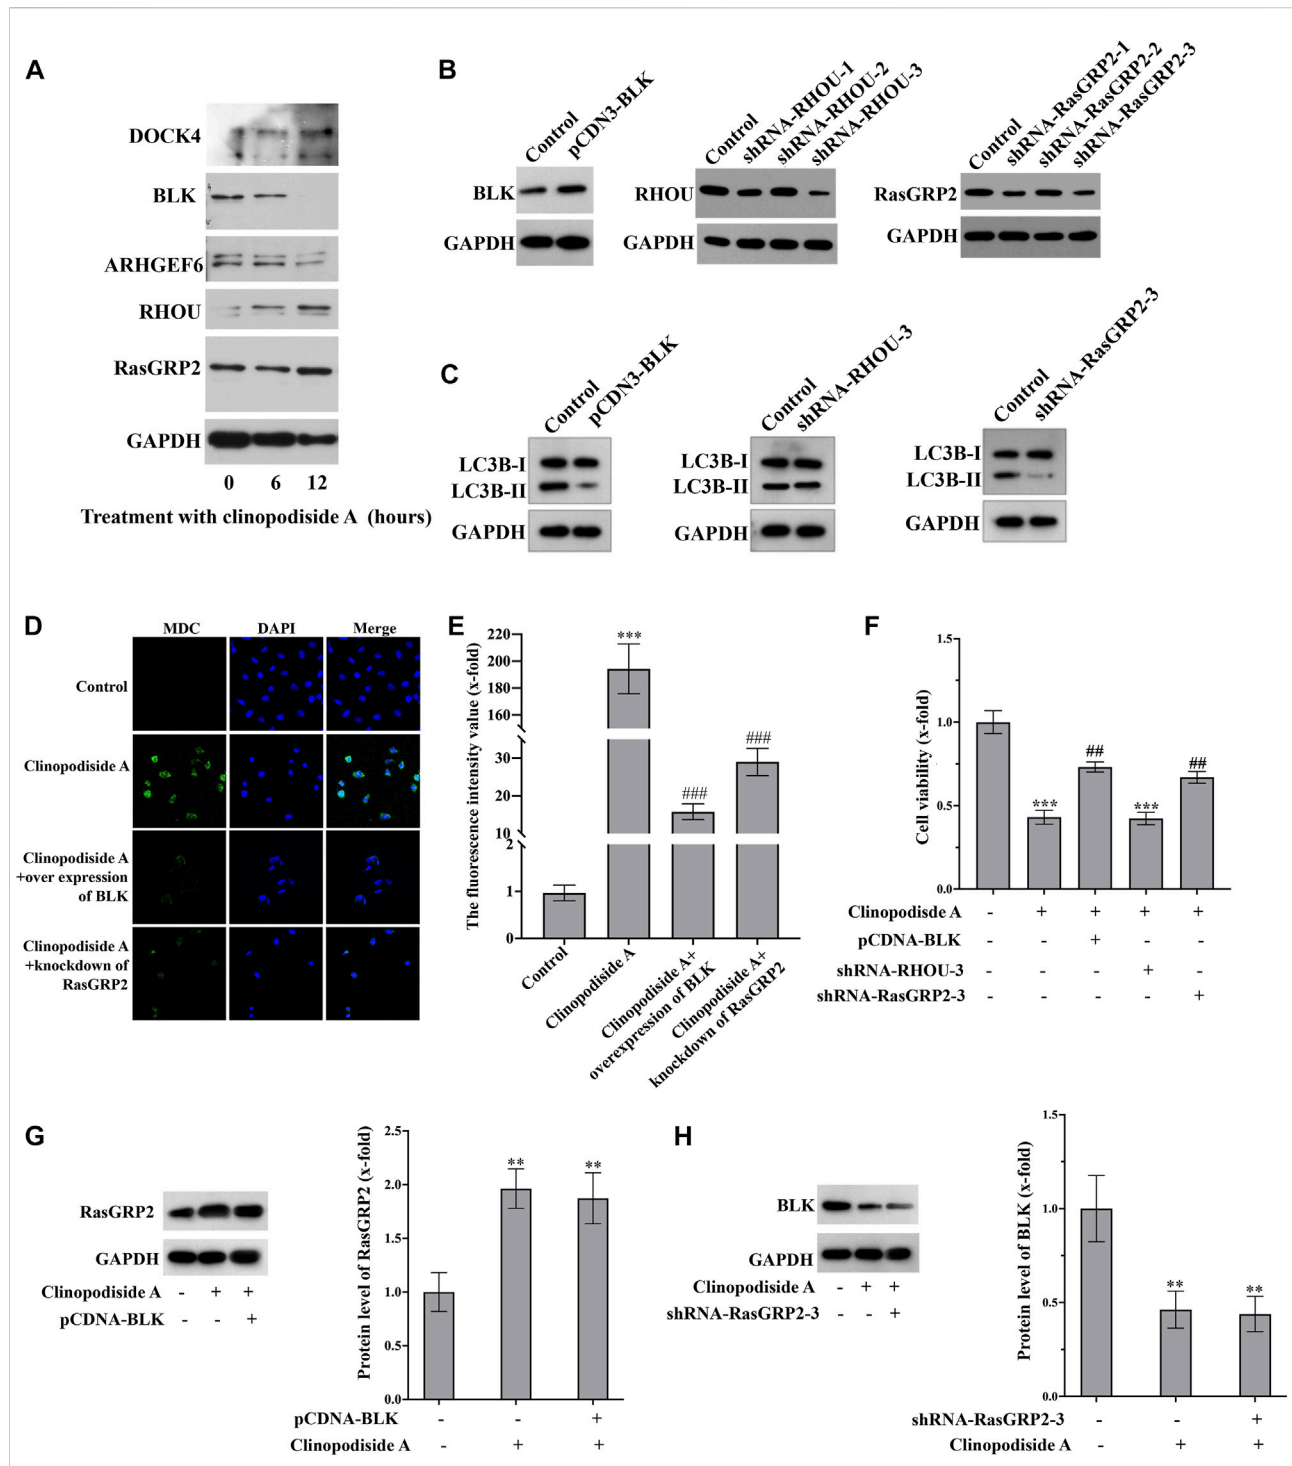 A
DOCK4
BLK
ARHGEF6
RHOU
RasGRP2
GAPDH
0 6 12
Treatment with clinopodiside A (hours)
B
Control
pCDN3-BLK
BLK
GAPDH
Control
shRNA-RHOU-1
shRNA-RHOU-2
shRNA-RHOU-3
RHOU
GAPDH
Control
shRNA-RasGRP2-1
shRNA-RasGRP2-2
shRNA-RasGRP2-3
RasGRP2
GAPDH
C
Control
pCDN3-BLK
LC3B-I
LC3B-II
GAPDH
Control
shRNA-RHOU-3
LC3B-I
LC3B-II
GAPDH
Control
shRNA-RasGRP2-3
LC3B-I
LC3B-II
GAPDH
D
MDC DAPI Merge
Control
Clinopodiside A
Clinopodiside A
+over expression
of BLK
Clinopodiside A
+knockdown of
RasGRP2
E
The fluorescence intensity value (x-fold)
220
200
180
160
30
20
10
2
1
0
***
###
###
Control
Clinopodiside A
Clinopodiside A+
overexpression of BLK
Clinopodiside A+
knockdown of RasGRP2
F
Cell viability (x-fold)
1.5
1.0
0.5
0.0
***
##
***
##
Clinopodisde A - + + + +
pCDNA-BLK - - + - -
shRNA-RHOU-3 - - - + -
shRNA-RasGRP2-3 - - - - +
G
RasGRP2
GAPDH
Clinopodiside A - + +
pCDNA-BLK - - +
Protein level of RasGRP2 (x-fold)
2.5
2.0
1.5
1.0
0.5
0.0
**
**
pCDNA-BLK - - +
Clinopodiside A - + +
H
BLK
GAPDH
Clinopodiside A - + +
shRNA-RasGRP2-3 - - +
Protein level of BLK (x-fold)
1.5
1.0
0.5
0.0
**
**
shRNA-RasGRP2-3 - - +
Clinopodiside A - + +